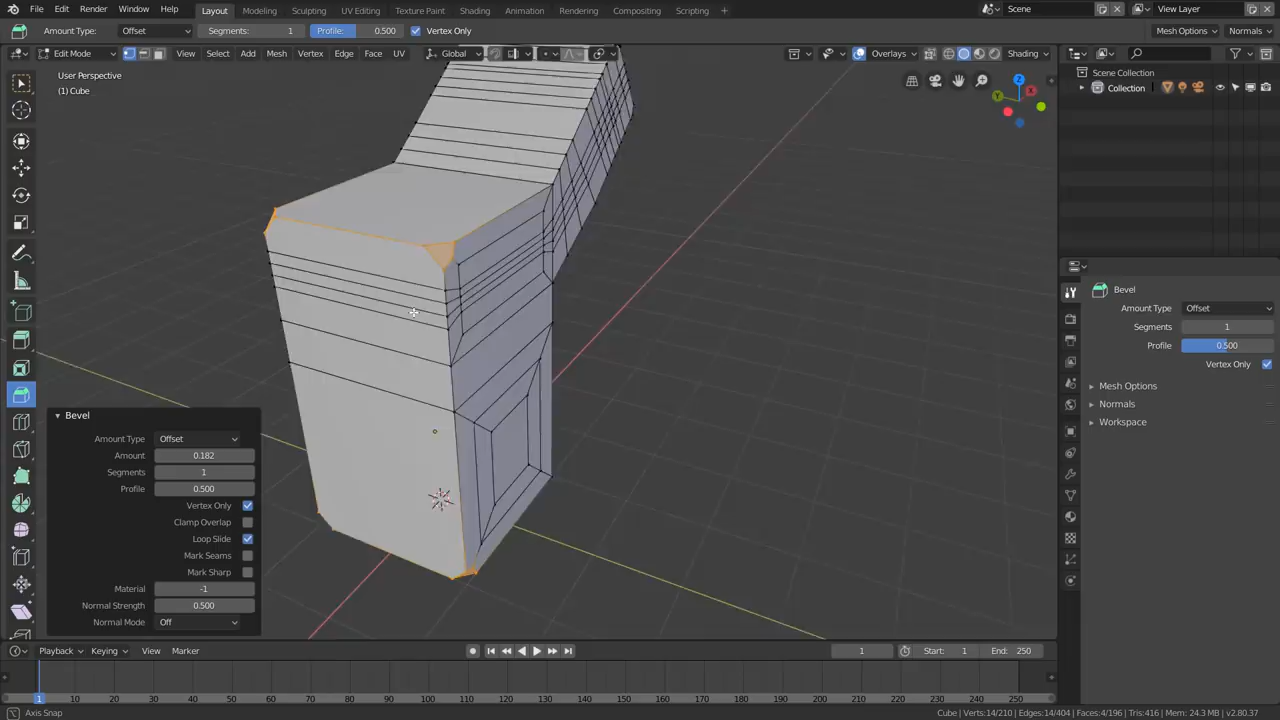 File Edit Render Window Help Layout Modeling Sculpting UV Editing Texture Paint Shading Animation Rendering Compositing Scripting Scene View Layer
Amount Type: Offset Segments: 1 Profile: 0.500 Vertex Only Mesh Options Normals
Edit Mode View Select Add Mesh Vertex Edge Face UV Global Overlays Shading
User Perspective
(1) Cube
Z
X
Y
Scene Collection
Collection
Bevel
Amount Type Offset
Segments 1
Profile 0.500
Vertex Only
Mesh Options
Normals
Workspace
Bevel
Amount Type Offset
Amount 0.182
Segments 1
Profile 0.500
Vertex Only
Clamp Overlap
Loop Slide
Mark Seams
Mark Sharp
Material -1
Normal Strength 0.500
Normal Mode Off
Playback Keying View Marker 1 Start: 1 End: 250
1 10 20 30 40 50 60 70 80 90 100 110 120 130 140 150 160 170 180 190 200 210 220 230 240 250
Axis Snap Cube | Verts:14/210 | Edges:14/404 | Faces:4/196 | Tris:416 | Mem: 24.3 MB | v2.80.37